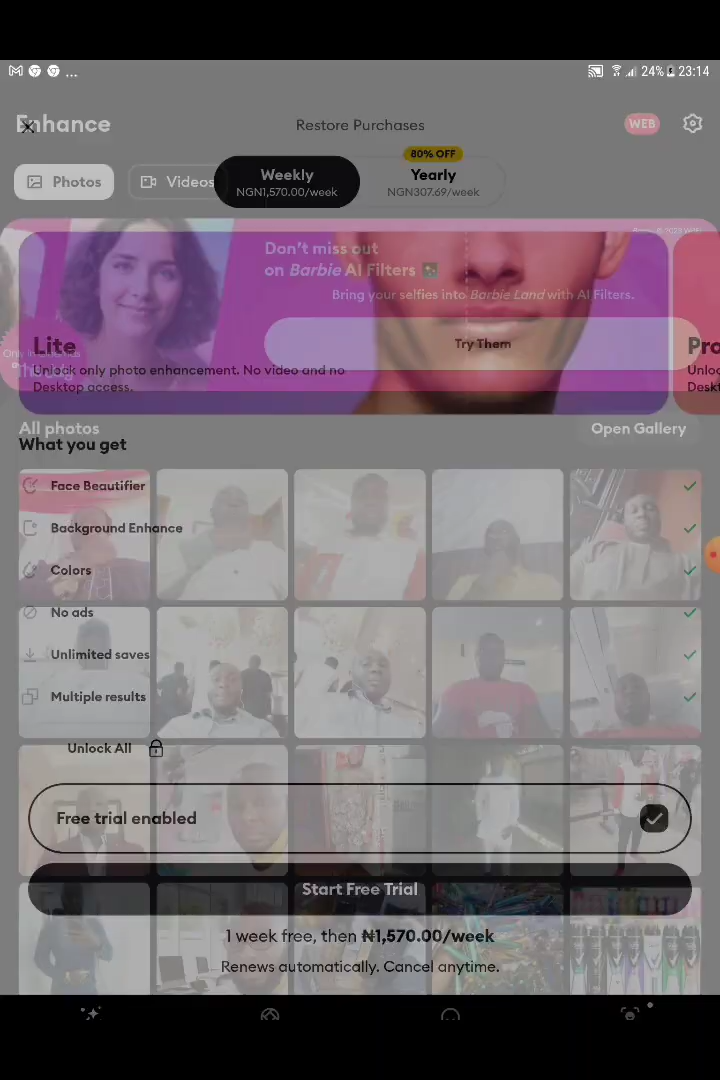 ... 24% 23:14
Enhance
Restore Purchases
WEB
Photos
Videos
Weekly
NGN1,570.00/week
80% OFF
Yearly
NGN307.69/week
Don't miss out
on Barbie AI Filters
Bring your selfies into Barbie Land with AI Filters.
Try Them
Lite
Unlock only photo enhancement. No video and no
Desktop access.
Pro
Unloc
Deskt
All photos
Open Gallery
What you get
Face Beautifier
Background Enhance
Colors
No ads
Unlimited saves
Multiple results
Unlock All
Free trial enabled
Start Free Trial
1 week free, then ₦1,570.00/week
Renews automatically. Cancel anytime.